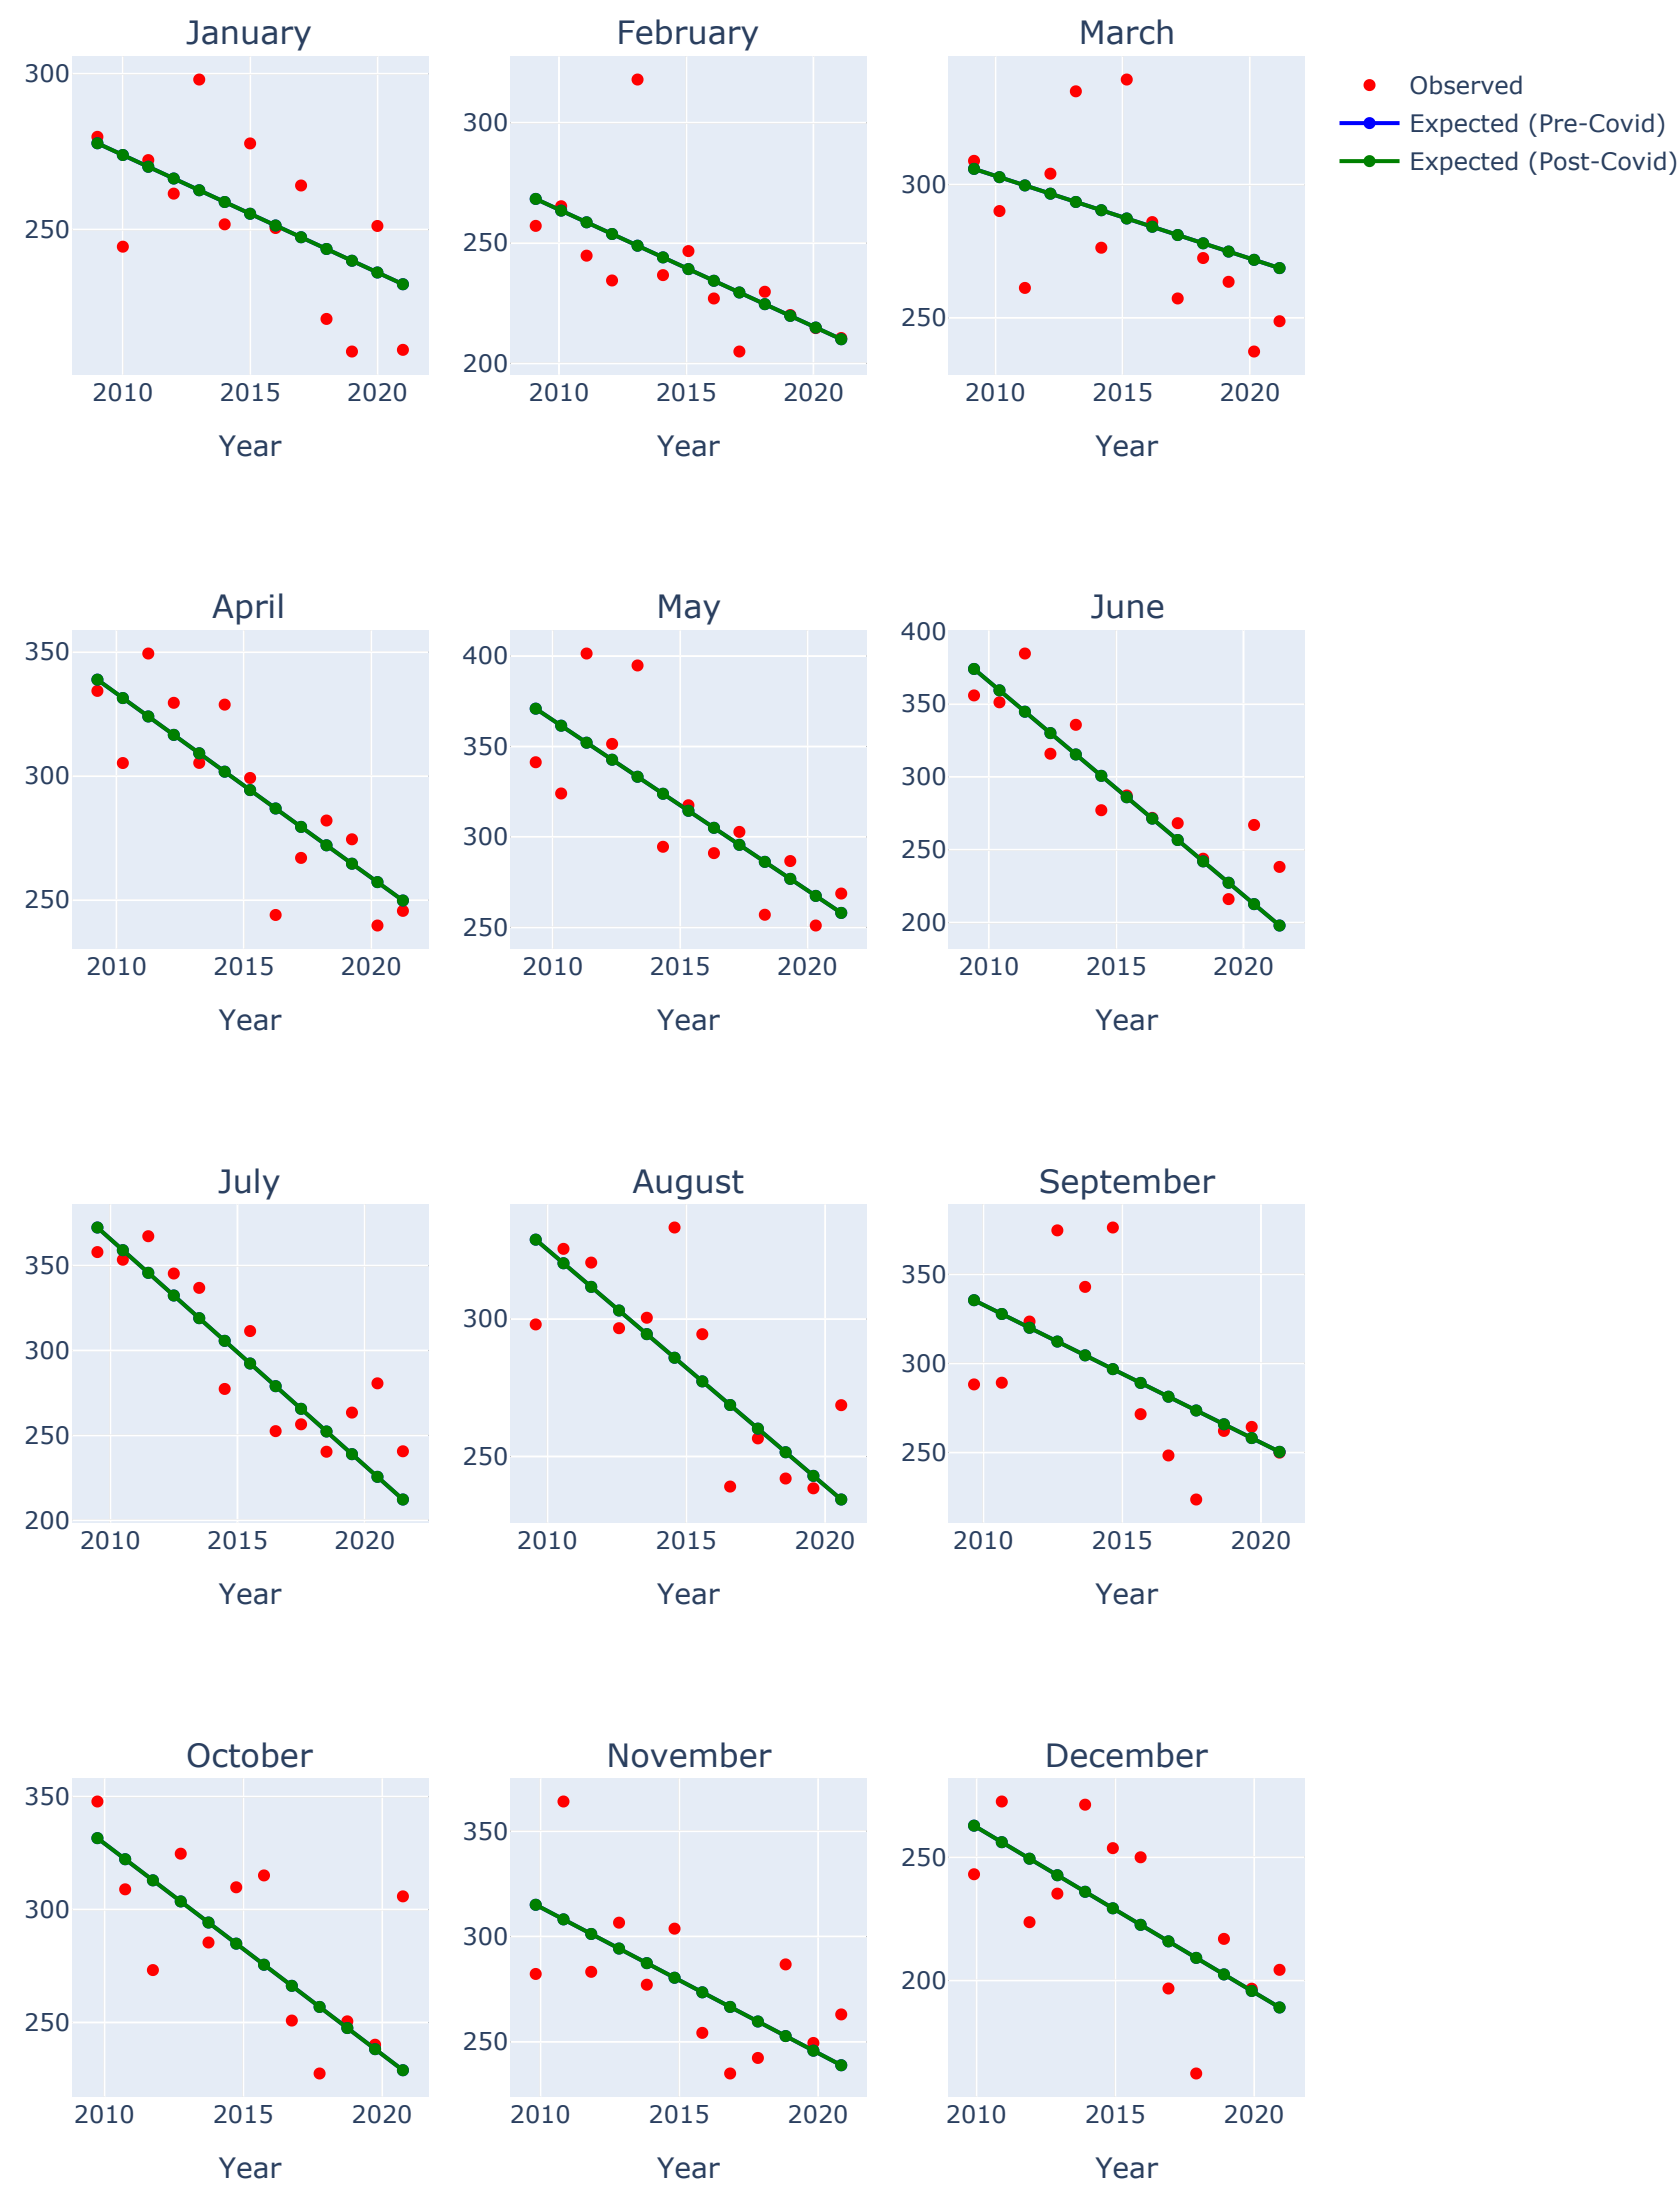 January
February
March
300
250
2010
2015
2020
Year
300
250
200
2010
2015
2020
Year
300
250
2010
2015
2020
Year
Observed
Expected (Pre-Covid)
Expected (Post-Covid)
April
May
June
350
300
250
2010
2015
2020
Year
400
350
300
250
2010
2015
2020
Year
400
350
300
250
200
2010
2015
2020
Year
July
August
September
350
300
250
200
2010
2015
2020
Year
300
250
2010
2015
2020
Year
350
300
250
2010
2015
2020
Year
October
November
December
350
300
250
2010
2015
2020
Year
350
300
250
2010
2015
2020
Year
250
200
2010
2015
2020
Year